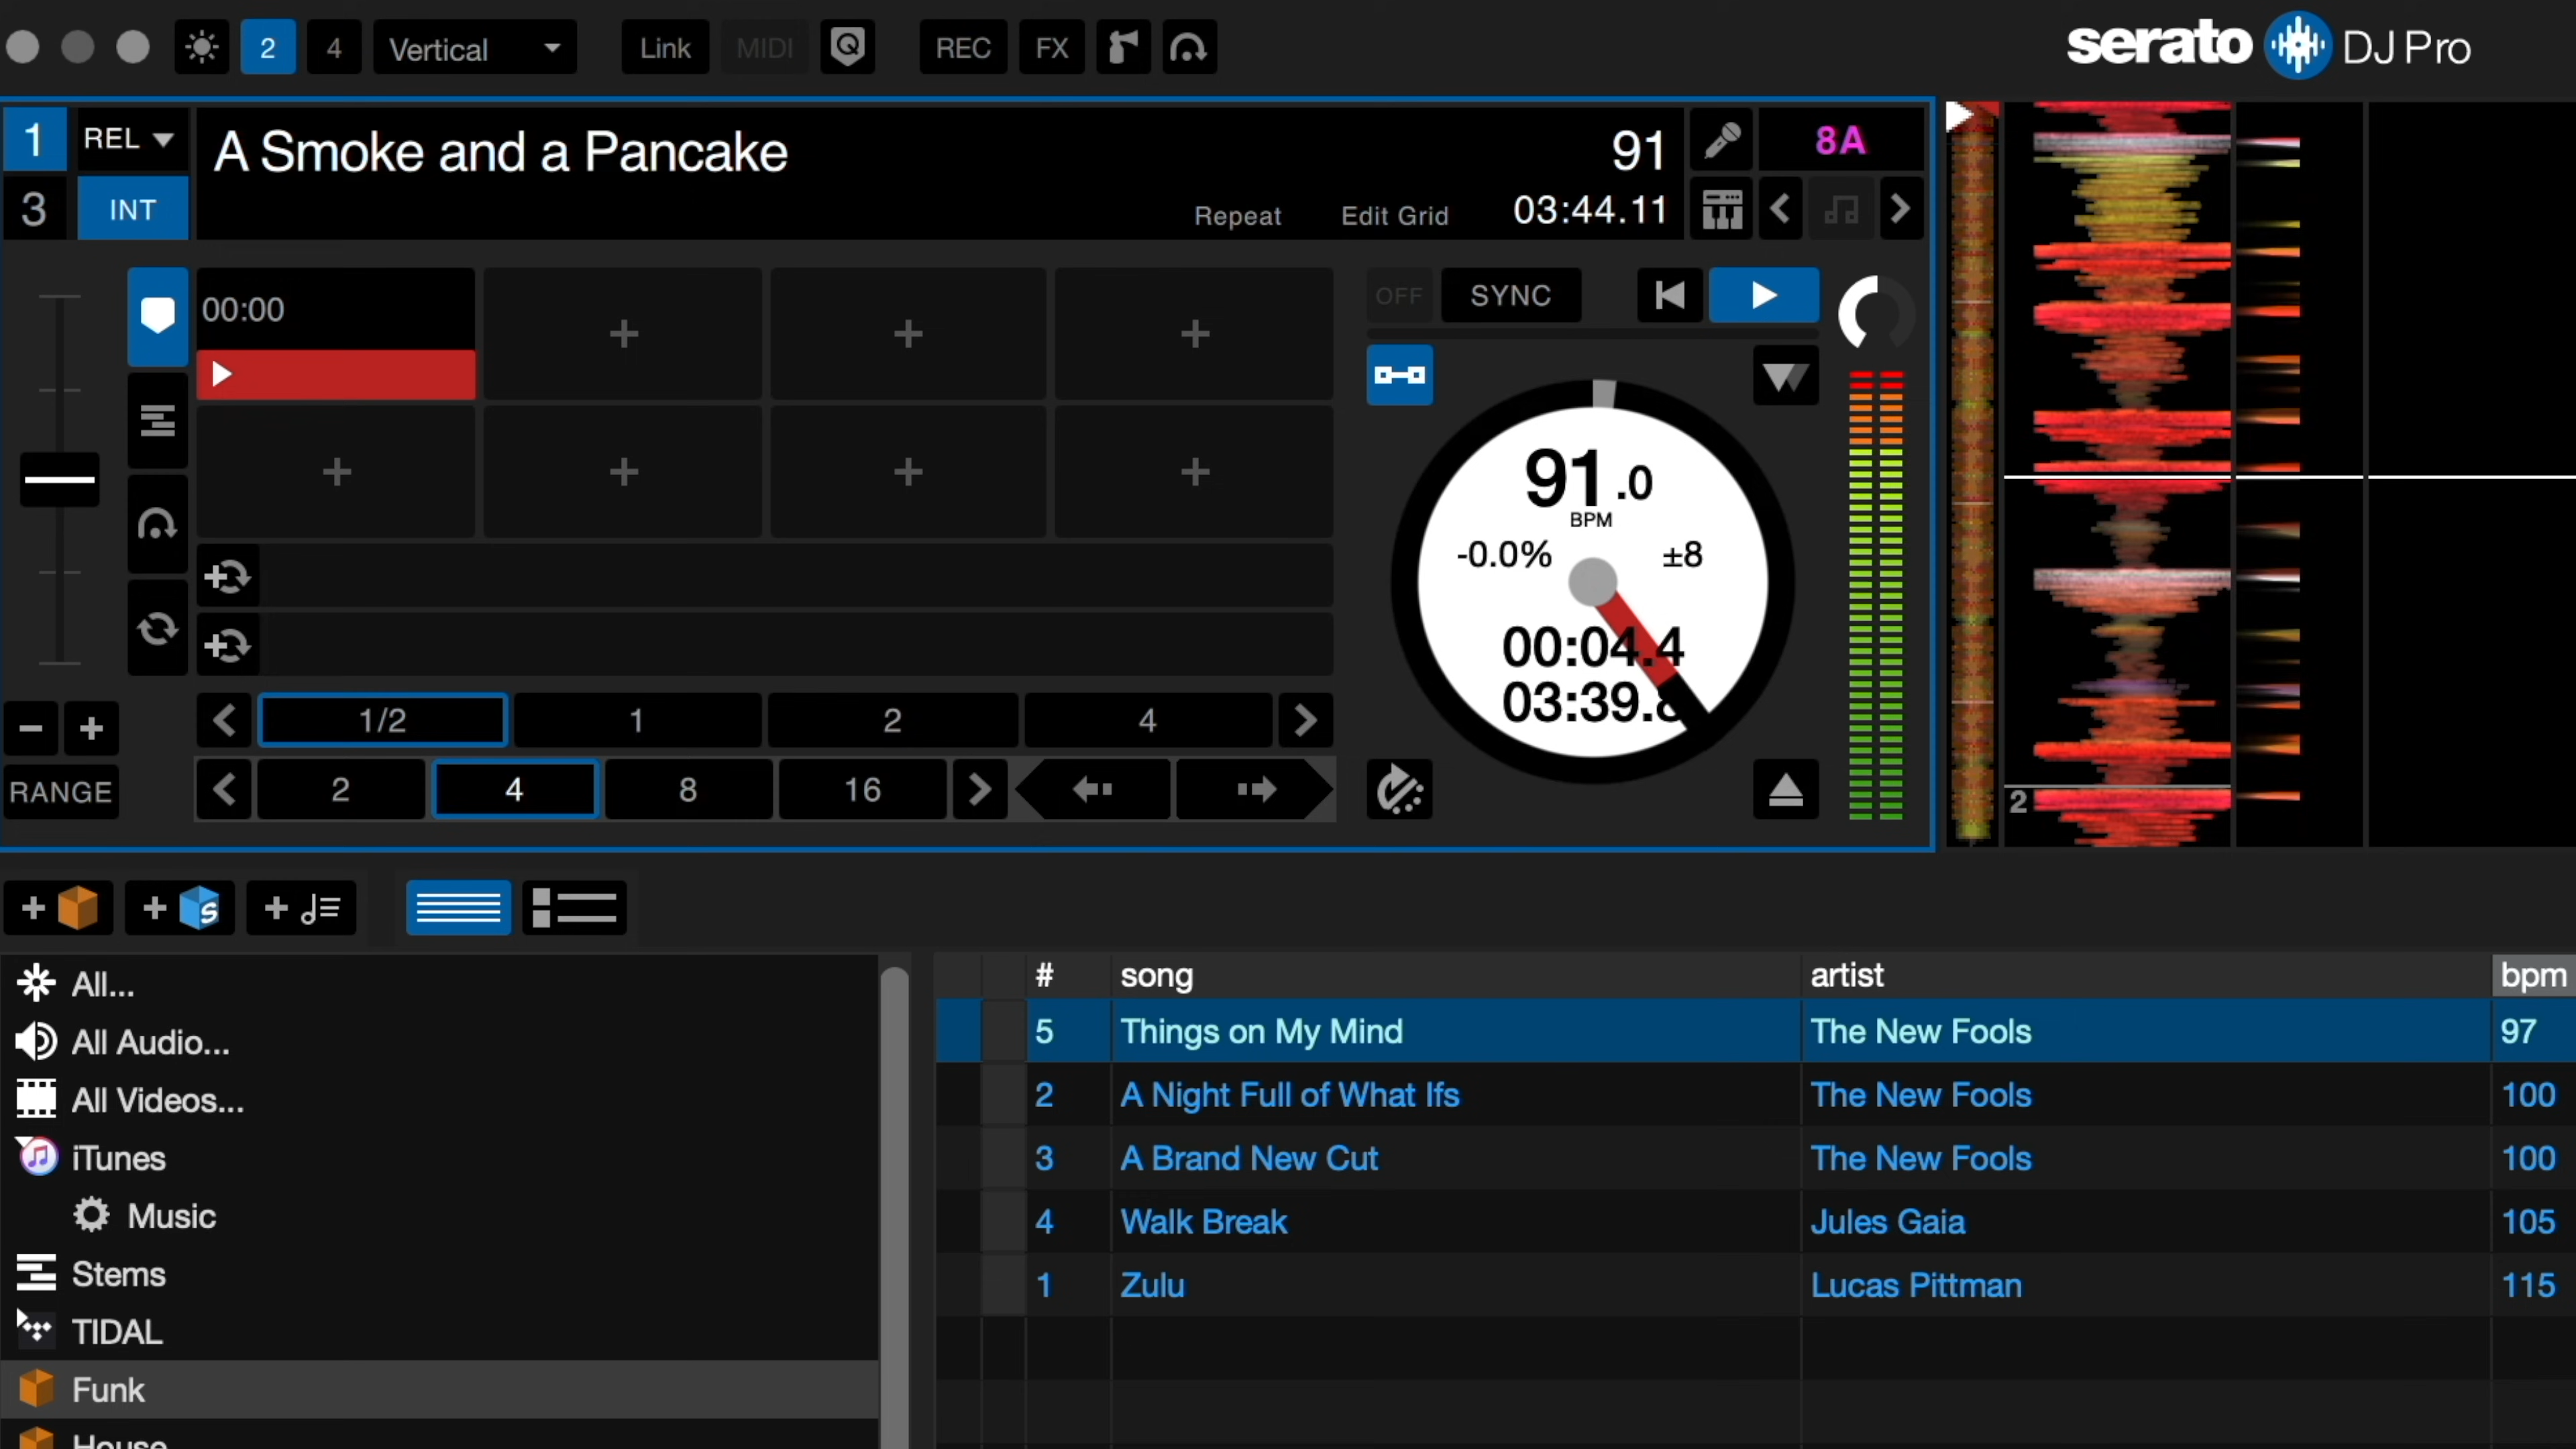 2 4 Vertical Link MIDI REC FX serato DJ Pro
1 REL A Smoke and a Pancake 91 8A
3 INT Repeat Edit Grid 03:44.11
00:00
OFF SYNC
91.0
BPM
-0.0% ±8
00:04.4
03:39.8
1/2 1 2 4
RANGE 2 4 8 16
2
All...
All Audio...
All Videos...
iTunes
Music
Stems
TIDAL
Funk
House
# song artist bpm
5 Things on My Mind The New Fools 97
2 A Night Full of What Ifs The New Fools 100
3 A Brand New Cut The New Fools 100
4 Walk Break Jules Gaia 105
1 Zulu Lucas Pittman 115